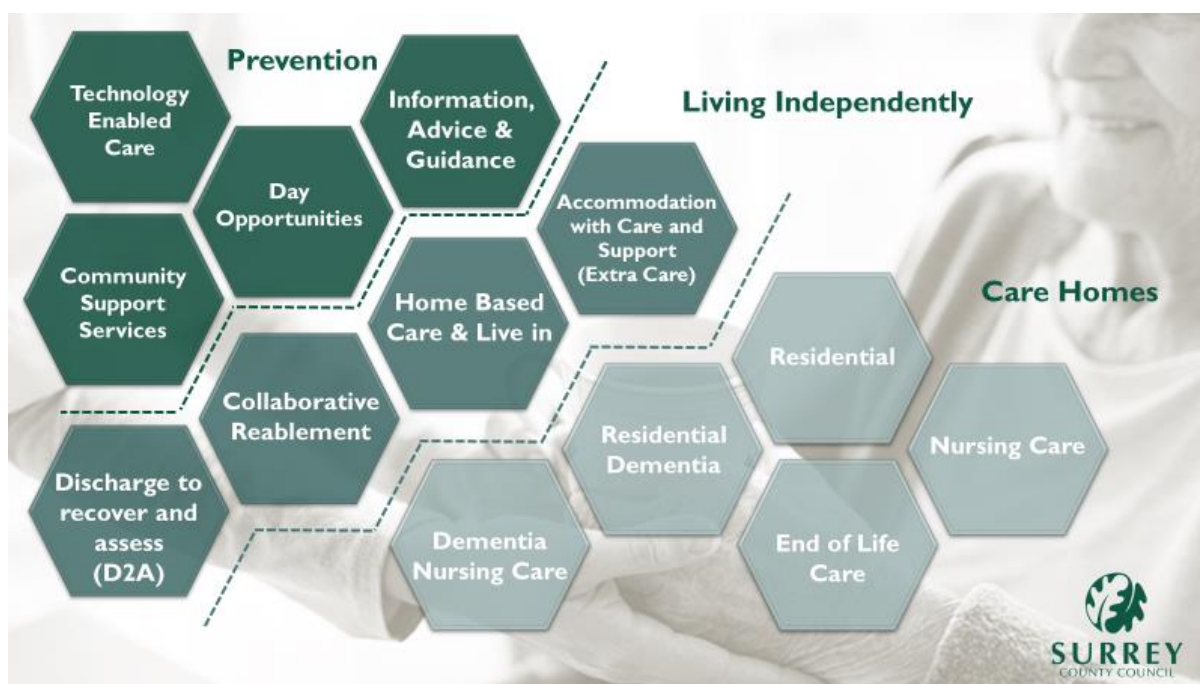 Prevention
Technology
Enabled
Care
Information,
Advice &
Guidance
Day
Opportunities
Community
Support
Services
Living Independently
Accommodation
with Care and
Support
(Extra Care)
Home Based
Care & Live in
Collaborative
Reablement
Discharge to
recover and
assess
(D2A)
Care Homes
Residential
Residential
Dementia
Nursing Care
Dementia
Nursing Care
End of Life
Care
SURREY
COUNTY COUNCIL